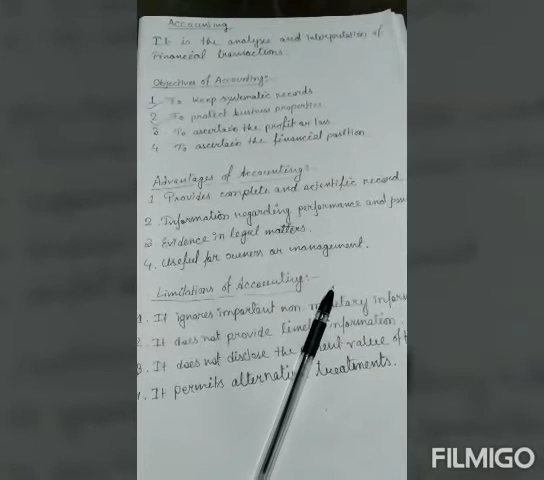 Accounting
It is the analysis and interpretation of
Financial transactions.
Objectives of Accounting:-
1 To keep systematic records
2 To protect business properties
3 To ascertain the profit or loss
4 To ascertain the financial position
Advantages of Accounting:-
1 Provides complete and scientific record
2. Information regarding performance and
3 Evidence in legal matters.
4. Useful for owners or management.
Limitations of Accounting:-
1. It ignores important non
2. It does not provide
3. It does not disclose the value of
4. It permits treatments.
FILMIGO